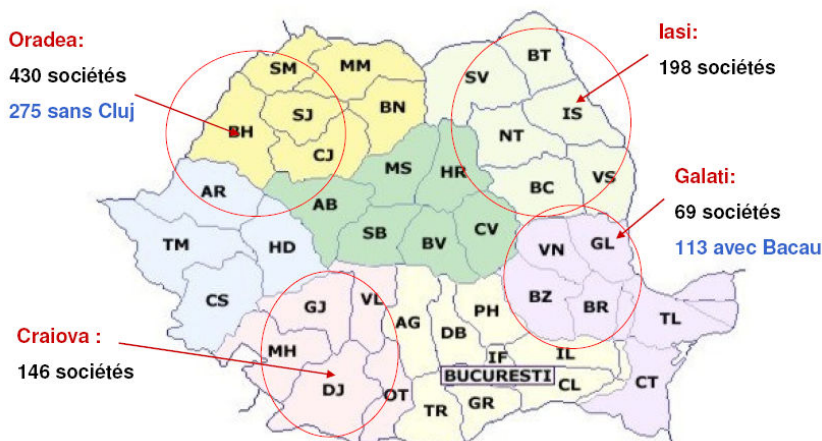 Oradea:
430 sociétés
275 sans Cluj
Iasi:
198 sociétés
Galati:
69 sociétés
113 avec Bacau
Craiova :
146 sociétés
SM
MM
SV
BT
BH
SJ
BN
CJ
NT
IS
AR
MS
HR
BC
VS
AB
TM
HD
SB
BV
CV
VN
GL
CS
GJ
VL
AG
DB
PH
BZ
BR
TL
MH
IF
IL
BUCURESTI
CL
CT
DJ
OT
TR
GR